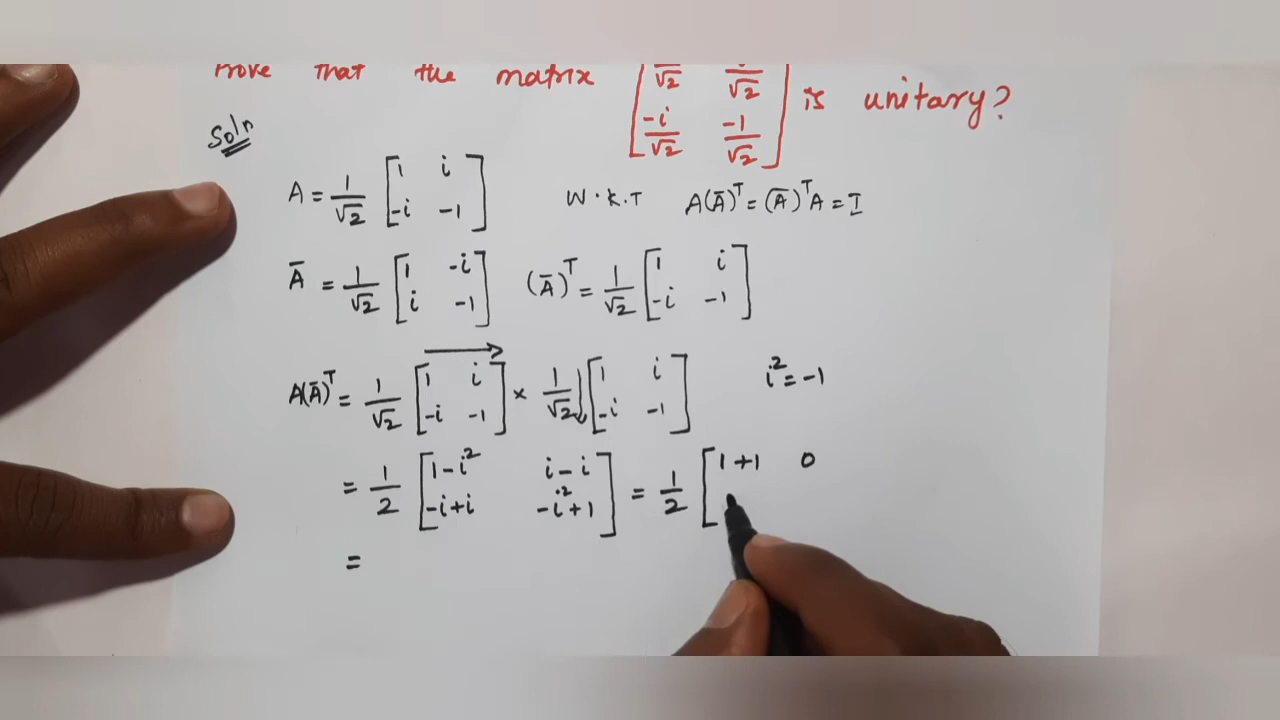 Prove that the matrix [ /√2 /√2 ; -i/√2 -1/√2 ] is unitary?
Soln
A = 1/√2 [ 1 i ; -i -1 ] W.K.T A(Ā)ᵀ = (Ā)ᵀA = I
Ā = 1/√2 [ 1 -i ; i -1 ] (Ā)ᵀ = 1/√2 [ 1 i ; -i -1 ]
A(Ā)ᵀ = 1/√2 [ 1 i ; -i -1 ] × 1/√2 [ 1 i ; -i -1 ] i² = -1
= 1/2 [ 1-i² i-i ; -i+i -i²+1 ] = 1/2 [ 1+1 0
=